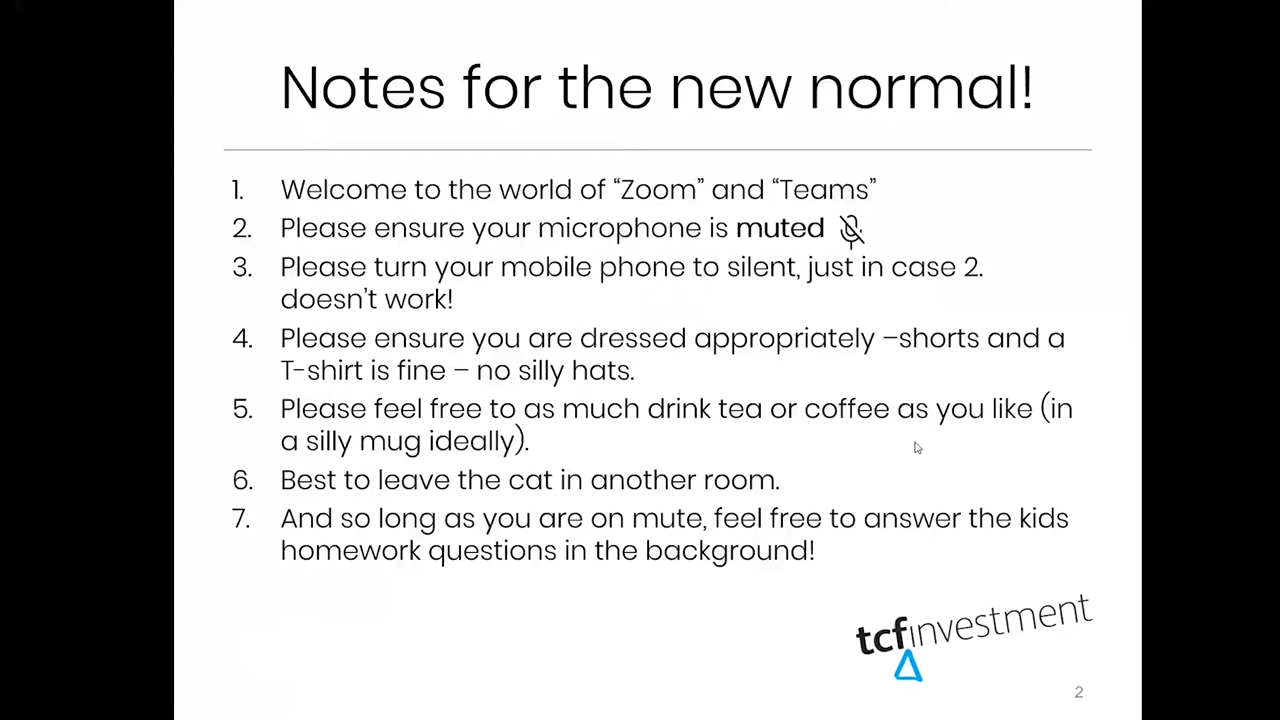 Notes for the new normal!
1. Welcome to the world of “Zoom” and “Teams”
2. Please ensure your microphone is muted
3. Please turn your mobile phone to silent, just in case 2.
doesn’t work!
4. Please ensure you are dressed appropriately –shorts and a
T-shirt is fine – no silly hats.
5. Please feel free to as much drink tea or coffee as you like (in
a silly mug ideally).
6. Best to leave the cat in another room.
7. And so long as you are on mute, feel free to answer the kids
homework questions in the background!
tcfinvestment
2